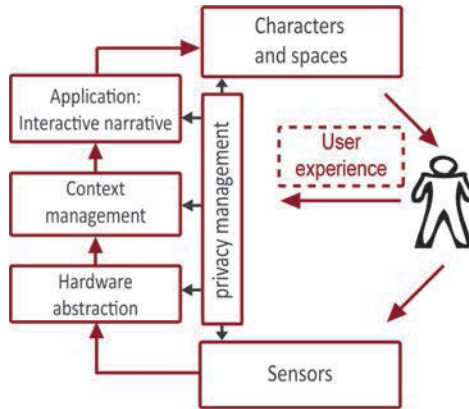 Characters
and spaces
Application:
Interactive narrative
User
experience
privacy management
Context
management
Hardware
abstraction
Sensors